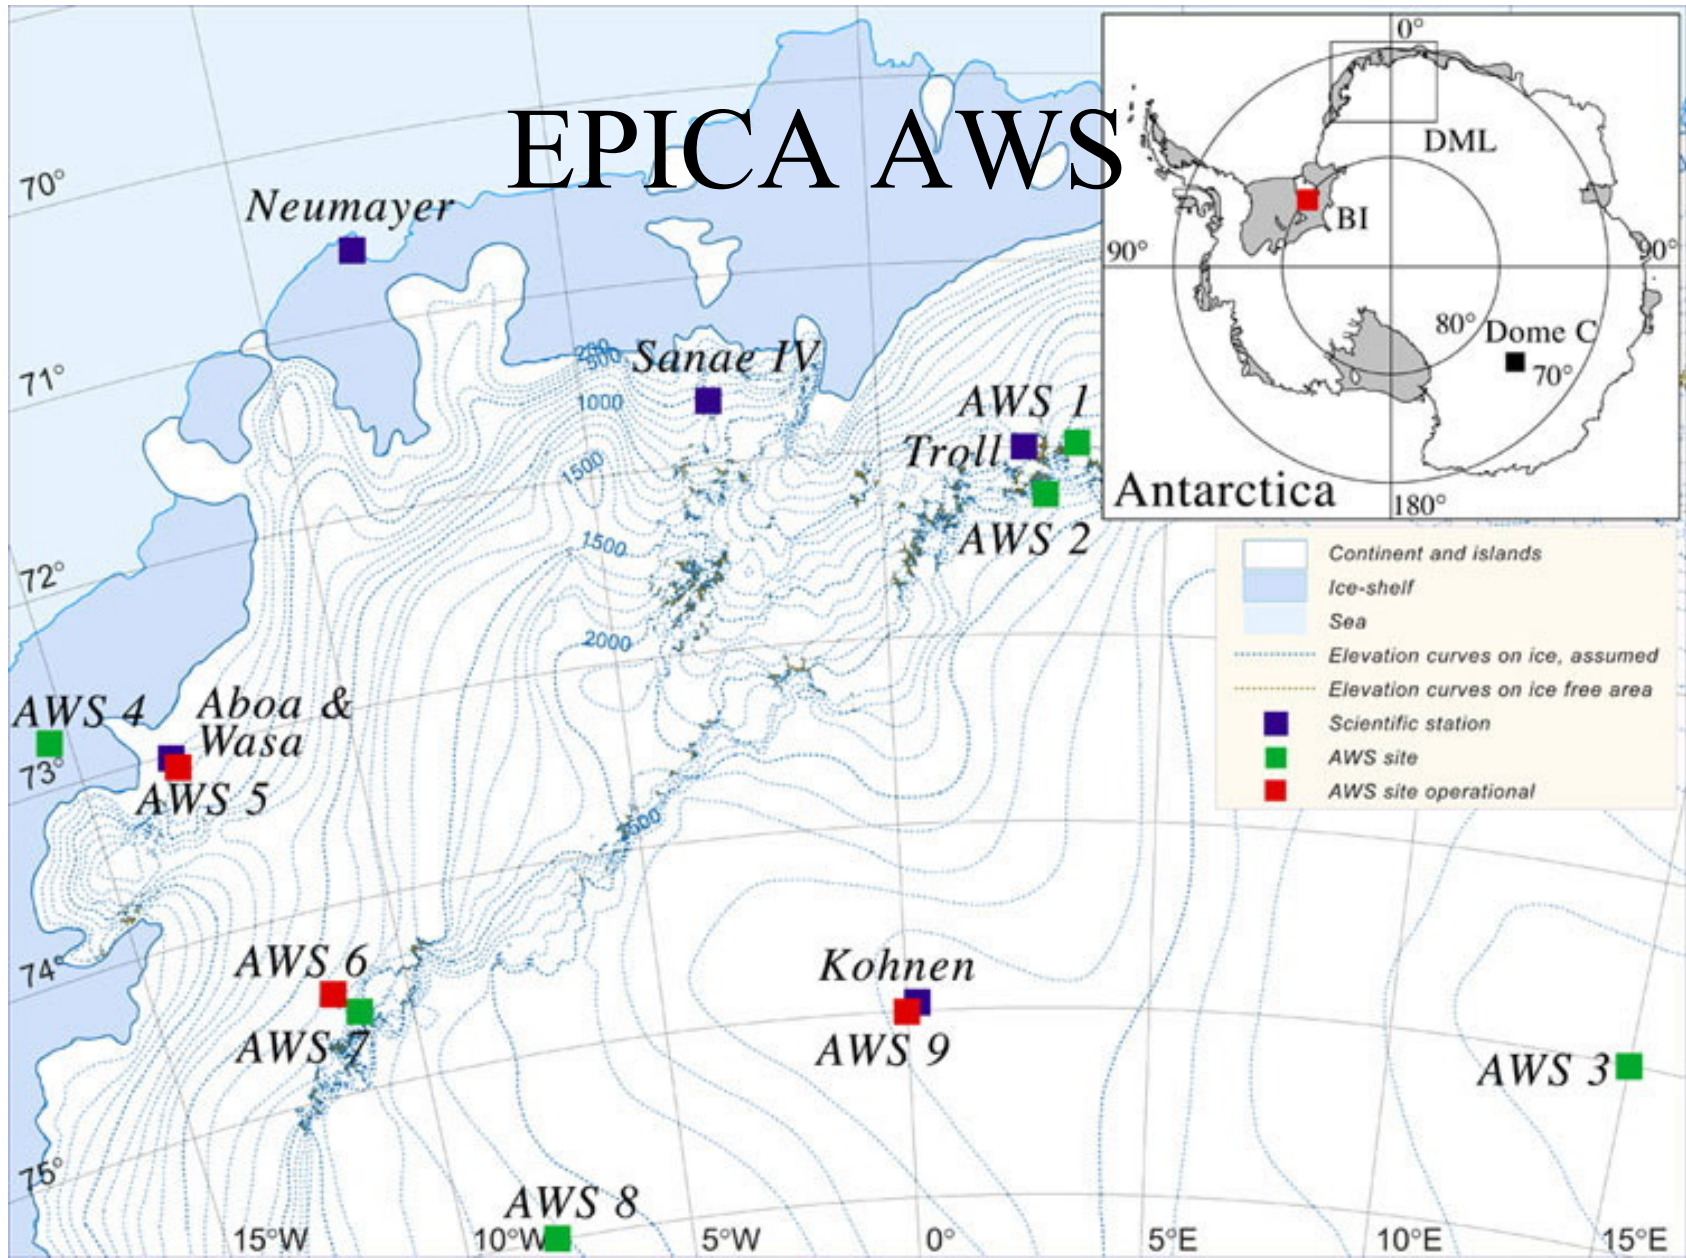 EPICA AWS
70°
Neumayer
71°
250
500
Sanae IV
1000
1500
AWS 1
Troll
AWS 2
72°
1500
2000
AWS 4
Aboa &
Wasa
73°
AWS 5
74°
AWS 6
AWS 7
Kohnen
AWS 9
AWS 3
75°
AWS 8
15°W
10°W
5°W
0°
5°E
10°E
15°E
0°
DML
BI
90°
90°
80°
Dome C
70°
Antarctica
180°
Continent and islands
Ice-shelf
Sea
Elevation curves on ice, assumed
Elevation curves on ice free area
Scientific station
AWS site
AWS site operational